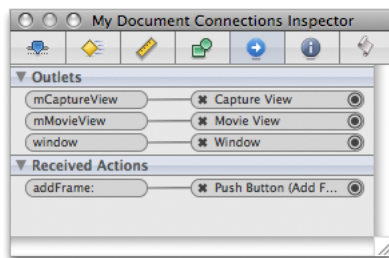 My Document Connections Inspector
Outlets
mCaptureView Capture View
mMovieView Movie View
window Window
Received Actions
addFrame: Push Button (Add F...